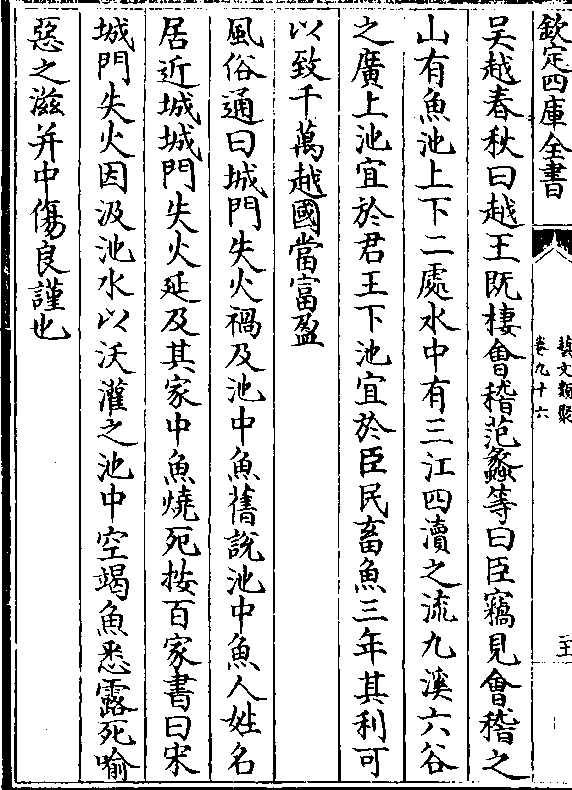 欽定四庫全書
藝文類聚
卷九十六
吳越春秋曰越王既棲會稽范蠡等曰臣竊見會稽之
山有魚池上下二處水中有三江四瀆之流九溪六谷
之廣上池宜於君王下池宜於臣民畜魚三年其利可
以致千萬越國當富盈
風俗通曰城門失火禍及池中魚舊說池中魚人姓名
居近城城門失火延及其家中魚燒死按百家書曰宋
城門失火因汲池水以沃灌之池中空竭魚悉露死喻
惡之滋并中傷良謹也